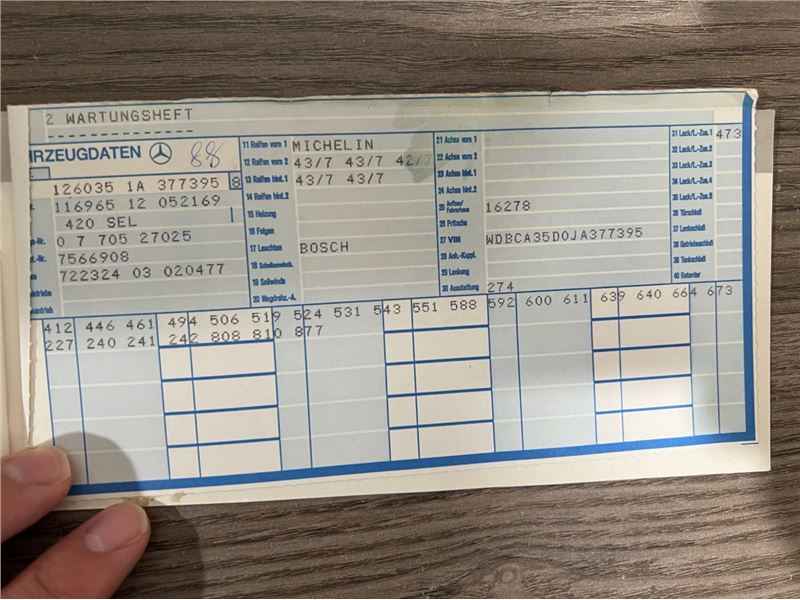 2 WARTUNGSHEFT
--------------
HRZEUGDATEN 88
126035 1A 377395 8
116965 12 052169
420 SEL
0 7 705 27025
7566908
722324 03 020477
11 Reifen vorn 1 MICHELIN
12 Reifen vorn 2 43/7 43/7 42/7
13 Reifen hint.1 43/7 43/7
14 Reifen hint.2
15 Heizung
16 Felgen
17 Leuchten BOSCH
18 Scheibenwisch.
19 Seilwinde
20 Wegdrehz.-A.
21 Achse vorn 1
22 Achse vorn 2
23 Achse hint.1
24 Achse hint.2
25 Aufbau/Fahrerhaus 16278
26 Pritsche
27 VIN WDBCA35D0JA377395
28 Anh.-Kuppl.
29 Lenkung
30 Ausstattung 274
31 Lack/L.-Zus.1 473
32 Lack/L.-Zus.2
33 Lack/L.-Zus.3
34 Lack/L.-Zus.4
35 Lack/L.-Zus.5
36 Türschloß
37 Lenkschloß
38 Getriebeschloß
39 Tankschloß
40 Retarder
412 446 461 494 506 519 524 531 543 551 588 592 600 611 639 640 664 673
227 240 241 242 808 810 877